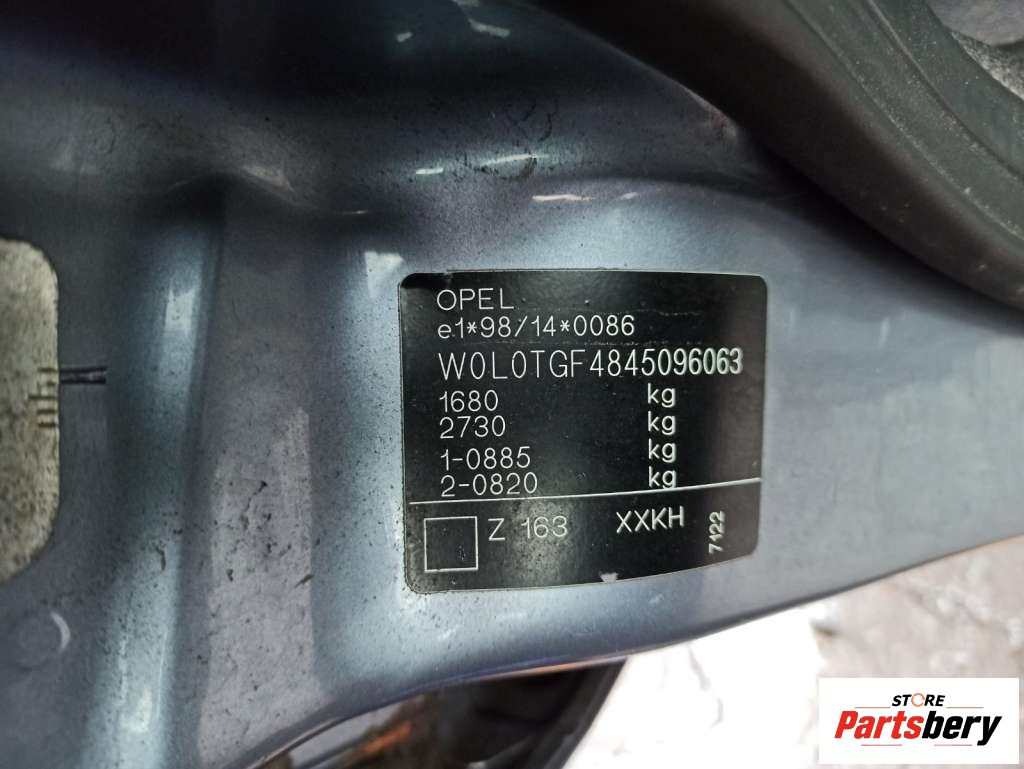 OPEL
e1*98/14*0086
W0L0TGF4845096063
1680 kg
2730 kg
1-0885 kg
2-0820 kg
Z 163 XXKH 7122
STORE
Partsbery